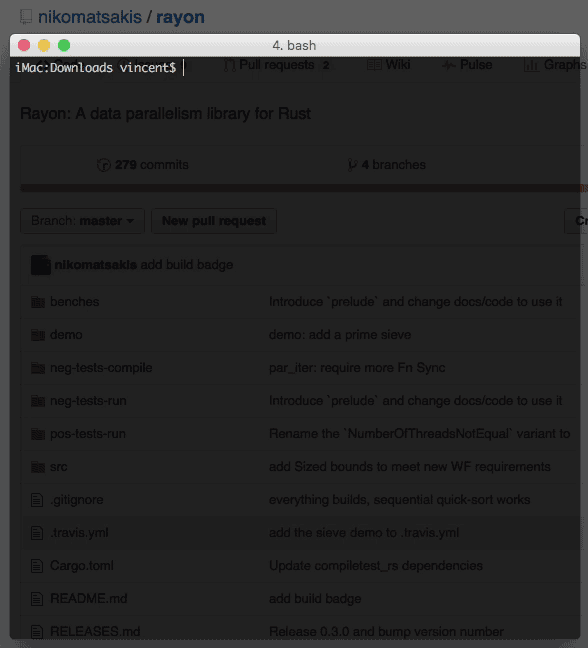 nikomatsakis / rayon
4. bash
iMac:Downloads vincent$
Pull requests 2 Wiki Pulse Graphs
Rayon: A data parallelism library for Rust
279 commits 4 branches
Branch: master New pull request
nikomatsakis add build badge
benches Introduce `prelude` and change docs/code to use it
demo demo: add a prime sieve
neg-tests-compile par_iter: require more Fn Sync
neg-tests-run Introduce `prelude` and change docs/code to use it
pos-tests-run Rename the `NumberOfThreadsNotEqual` variant to
src add Sized bounds to meet new WF requirements
.gitignore everything builds, sequential quick-sort works
.travis.yml add the sieve demo to .travis.yml
Cargo.toml Update compiletest_rs dependencies
README.md add build badge
RELEASES.md Release 0.3.0 and bump version number